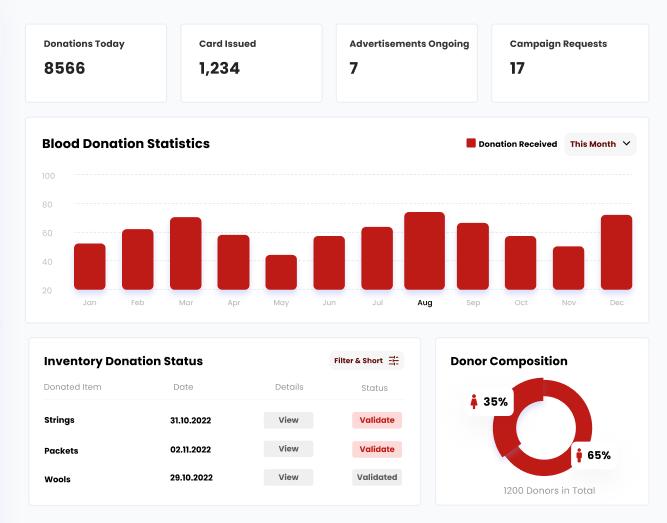 Donations Today
8566
Card Issued
1,234
Advertisements Ongoing
7
Campaign Requests
17
Blood Donation Statistics
Donation Received
This Month
100
80
60
40
20
Jan Feb Mar Apr May Jun Jul Aug Sep Oct Nov Dec
Inventory Donation Status
Filter & Short
Donated Item Date Details Status
Strings 31.10.2022 View Validate
Packets 02.11.2022 View Validate
Wools 29.10.2022 View Validated
Donor Composition
35%
65%
1200 Donors in Total